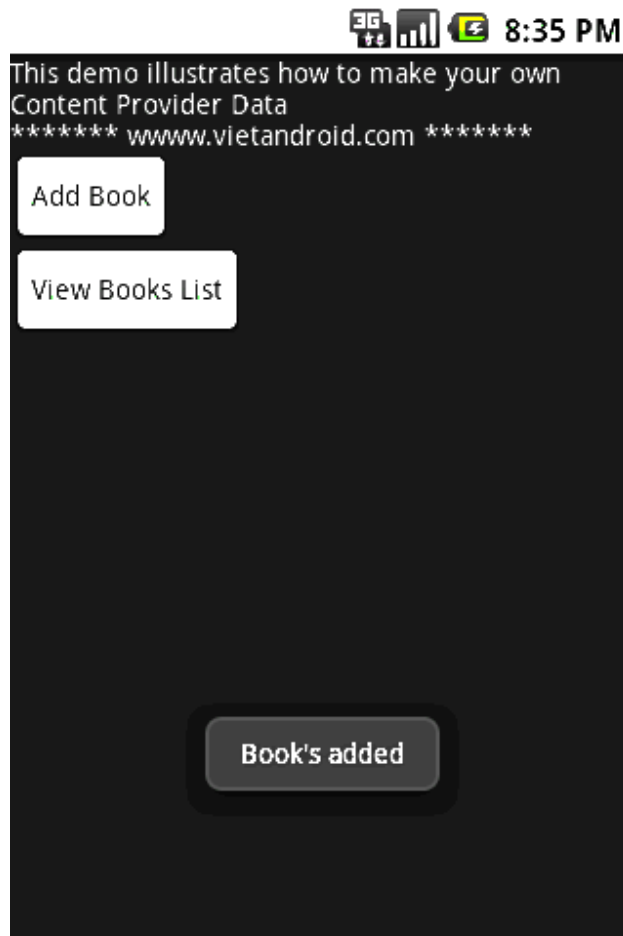 3G
8:35 PM
This demo illustrates how to make your own
Content Provider Data
******* wwww.vietandroid.com *******
Add Book
View Books List
Book's added